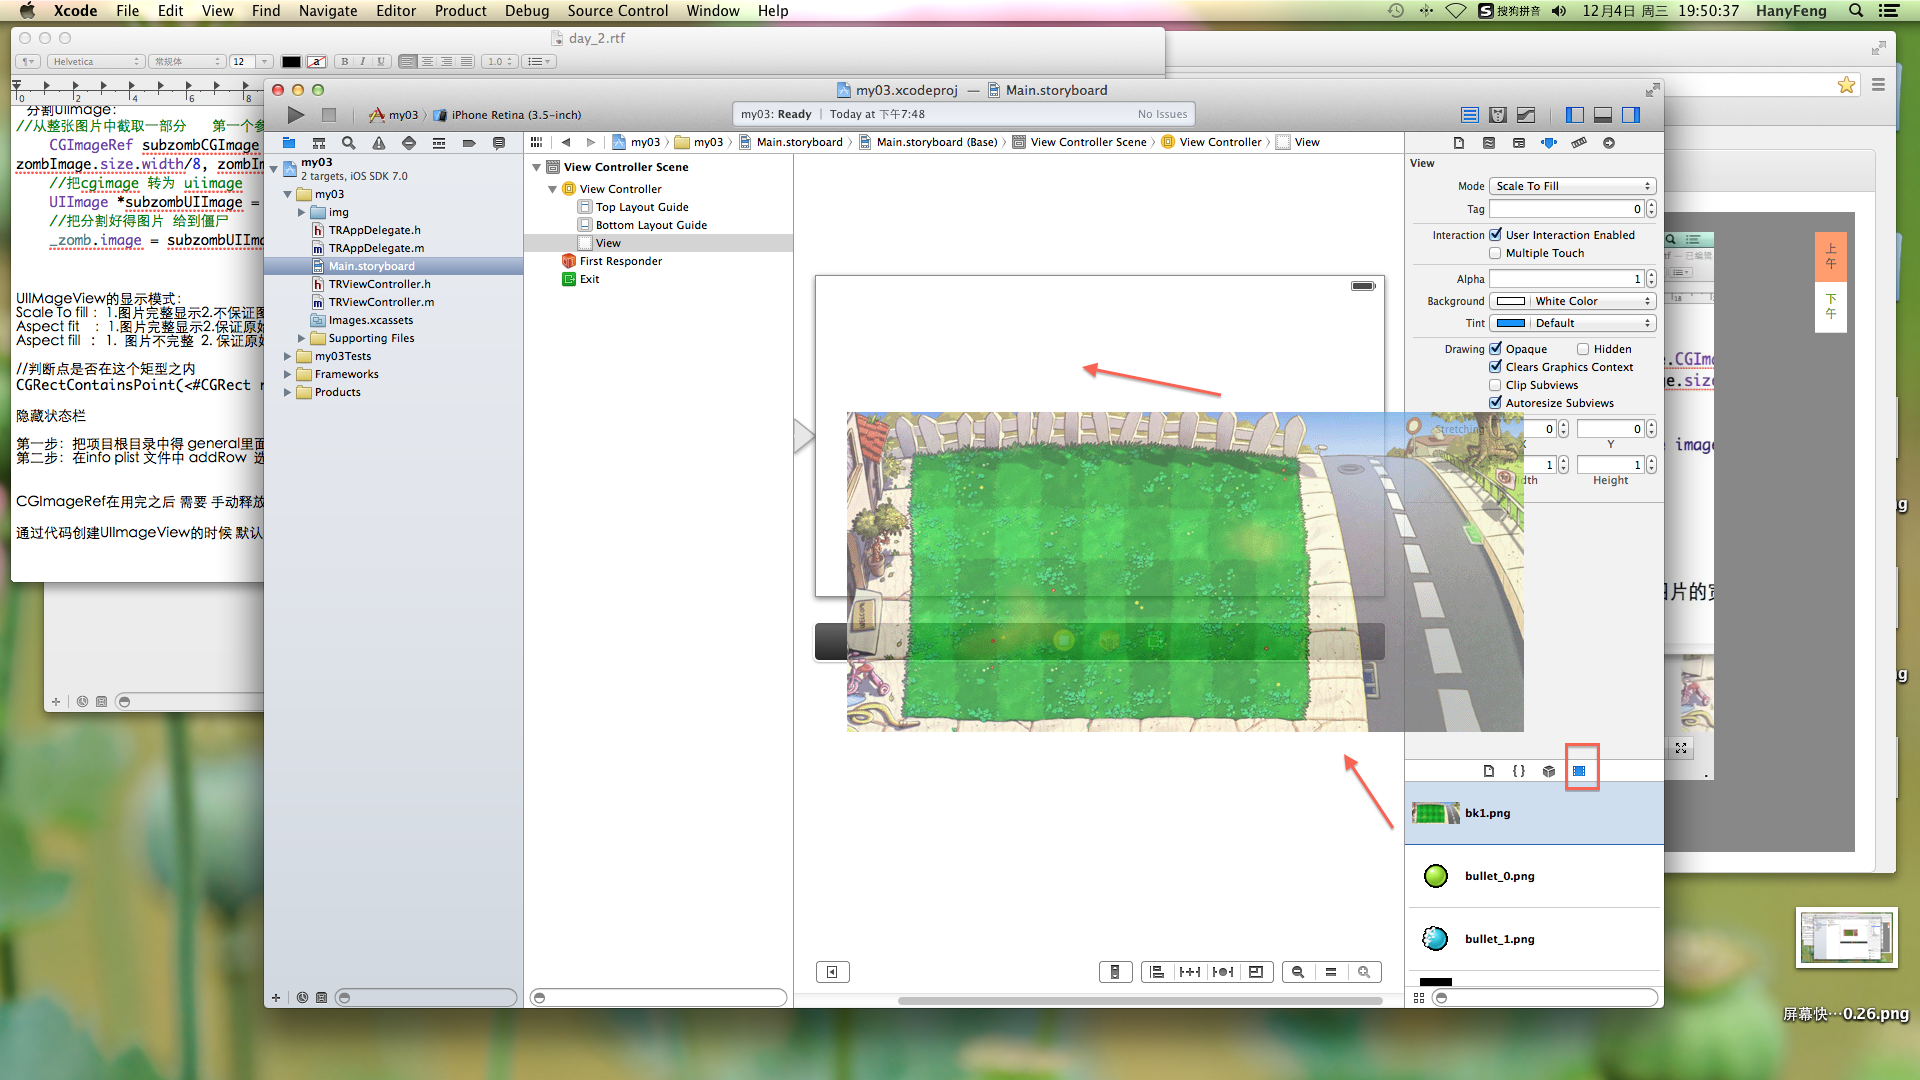 Xcode File Edit View Find Navigate Editor Product Debug Source Control Window Help
搜狗拼音 12月4日 周三 19:50:37 HanyFeng
day_2.rtf
Helvetica 常规体 12 a B I U 1.0
0 2 4 6 8
分割UIImage：
//从整张图片中截取一部分 第一个参
CGImageRef subzombCGImage
zombImage.size.width/8, zombIm
//把cgimage 转为 uiimage
UIImage *subzombUIImage =
//把分割好得图片 给到僵尸
_zomb.image = subzombUIIma
UIIMageView的显示模式：
Scale To fill： 1.图片完整显示2.不保证图
Aspect fit ： 1.图片完整显示2.保证原始
Aspect fill ： 1. 图片不完整 2. 保证原始
//判断点是否在这个矩型之内
CGRectContainsPoint(<#CGRect r
隐藏状态栏
第一步：把项目根目录中得 general里面
第二步：在info plist 文件中 addRow 选
CGImageRef在用完之后 需要 手动释放
通过代码创建UIImageView的时候 默认
my03.xcodeproj — Main.storyboard
my03 iPhone Retina (3.5-inch)
my03: Ready Today at 下午7:48 No Issues
my03
2 targets, iOS SDK 7.0
my03
img
TRAppDelegate.h
TRAppDelegate.m
Main.storyboard
TRViewController.h
TRViewController.m
Images.xcassets
Supporting Files
my03Tests
Frameworks
Products
my03 my03 Main.storyboard Main.storyboard (Base) View Controller Scene View Controller View
View Controller Scene
View Controller
Top Layout Guide
Bottom Layout Guide
View
First Responder
Exit
View
Mode Scale To Fill
Tag 0
Interaction User Interaction Enabled
Multiple Touch
Alpha 1
Background White Color
Tint Default
Drawing Opaque Hidden
Clears Graphics Context
Clip Subviews
Autoresize Subviews
Stretching 0 0
X Y
1 1
dth Height
WELCOME
{ }
bk1.png
bullet_0.png
bullet_1.png
上午
下午
已编辑
18
.CGIma
e.size
image
图片的宽
ng
ng
屏幕快…0.26.png